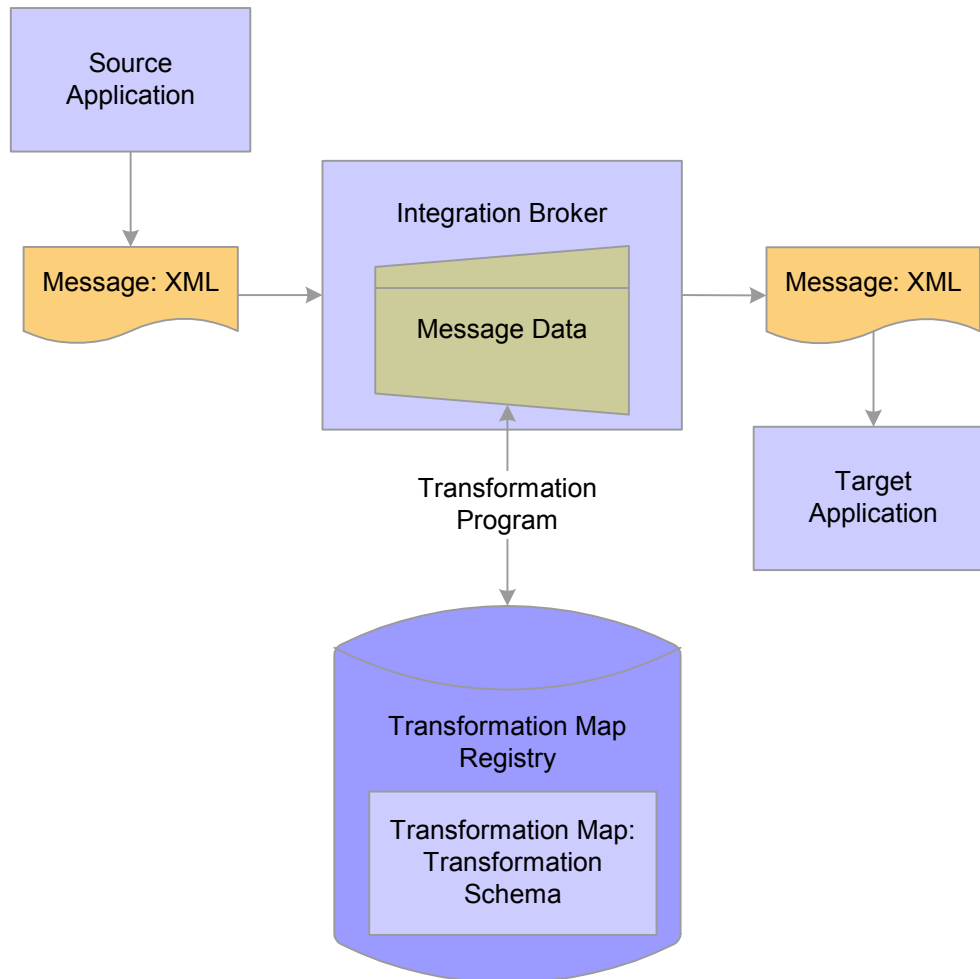 Source
Application
Integration Broker
Message: XML
Message Data
Message: XML
Transformation
Program
Target
Application
Transformation Map
Registry
Transformation Map:
Transformation
Schema